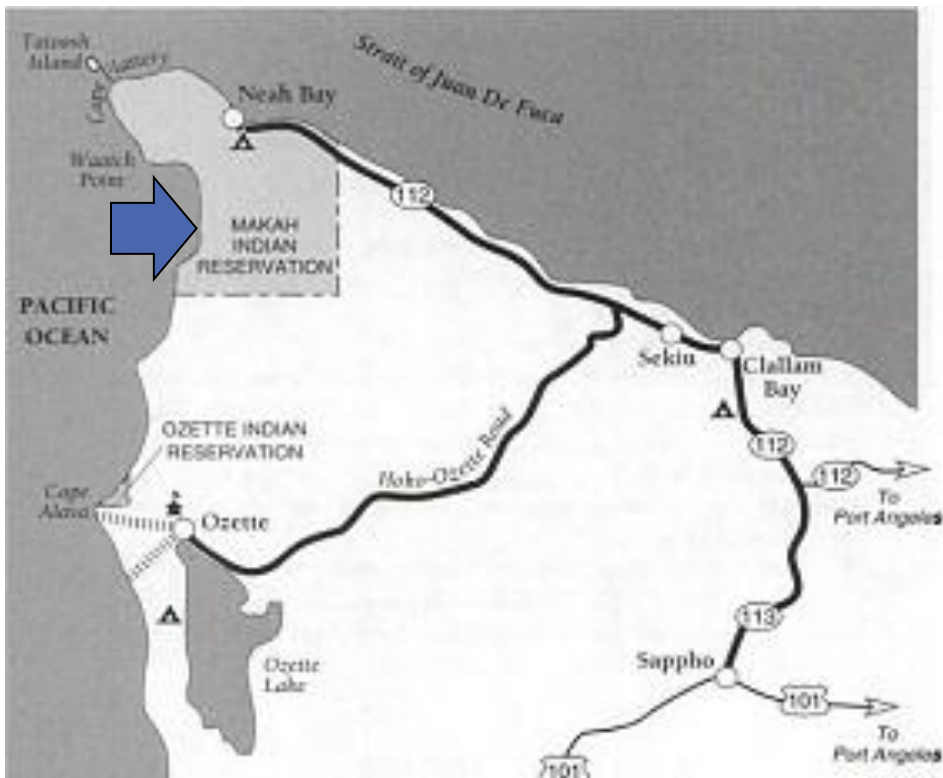 Tatoosh
Island
Cape Flattery
Strait of Juan De Fuca
Neah Bay
Waatch
Point
112
MAKAH
INDIAN
RESERVATION
PACIFIC
OCEAN
Sekiu
Clallam
Bay
OZETTE INDIAN
RESERVATION
Hoko-Ozette Road
112
112
To
Port Angeles
Cape
Alava
Ozette
113
Ozette
Lake
Sappho
101
To
Port Angeles
101